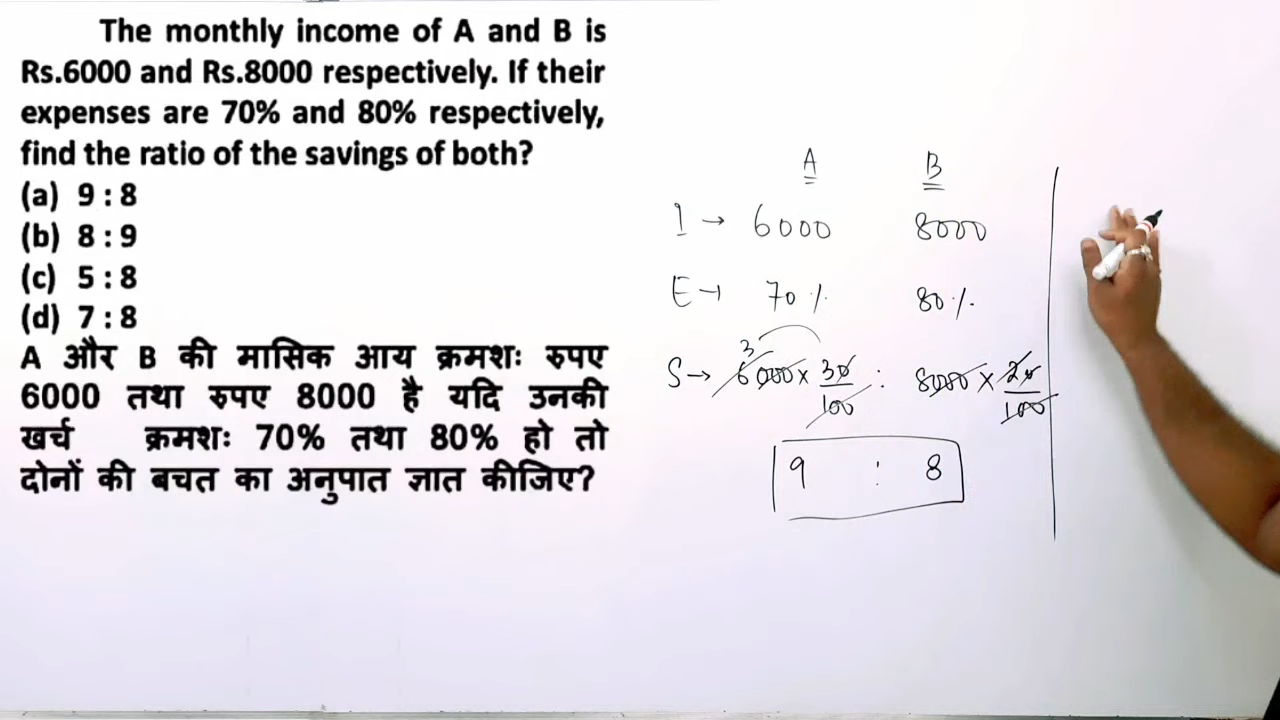 The monthly income of A and B is
Rs.6000 and Rs.8000 respectively. If their
expenses are 70% and 80% respectively,
find the ratio of the savings of both?
(a) 9 : 8
(b) 8 : 9
(c) 5 : 8
(d) 7 : 8
A और B की मासिक आय क्रमशः रुपए
6000 तथा रुपए 8000 है यदि उनकी
खर्च क्रमशः 70% तथा 80% हो तो
दोनों की बचत का अनुपात ज्ञात कीजिए?
A B
I → 6000 8000
E → 70% 80%
3
S → 6000 × 30/100 : 8000 × 20/100
9 : 8